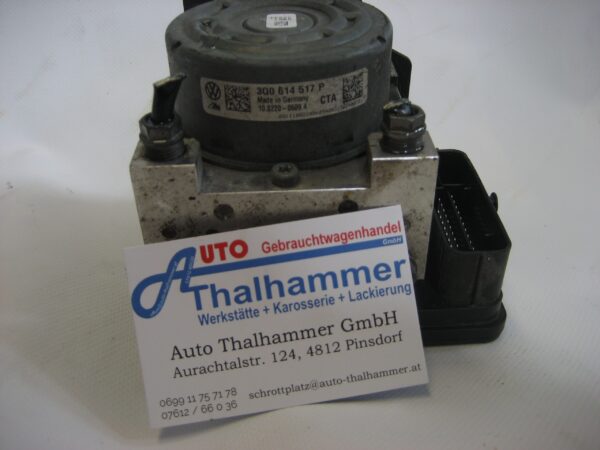 3Q0 614 517 P
Made in Germany
10.0220-0609.4
CTA
AUTO Gebrauchtwagenhandel
GmbH
Thalhammer
Werkstätte + Karosserie + Lackierung
Auto Thalhammer GmbH
Aurachtalstr. 124, 4812 Pinsdorf
0699 11 75 71 78
07612 / 66 0 36
schrottplatz@auto-thalhammer.at